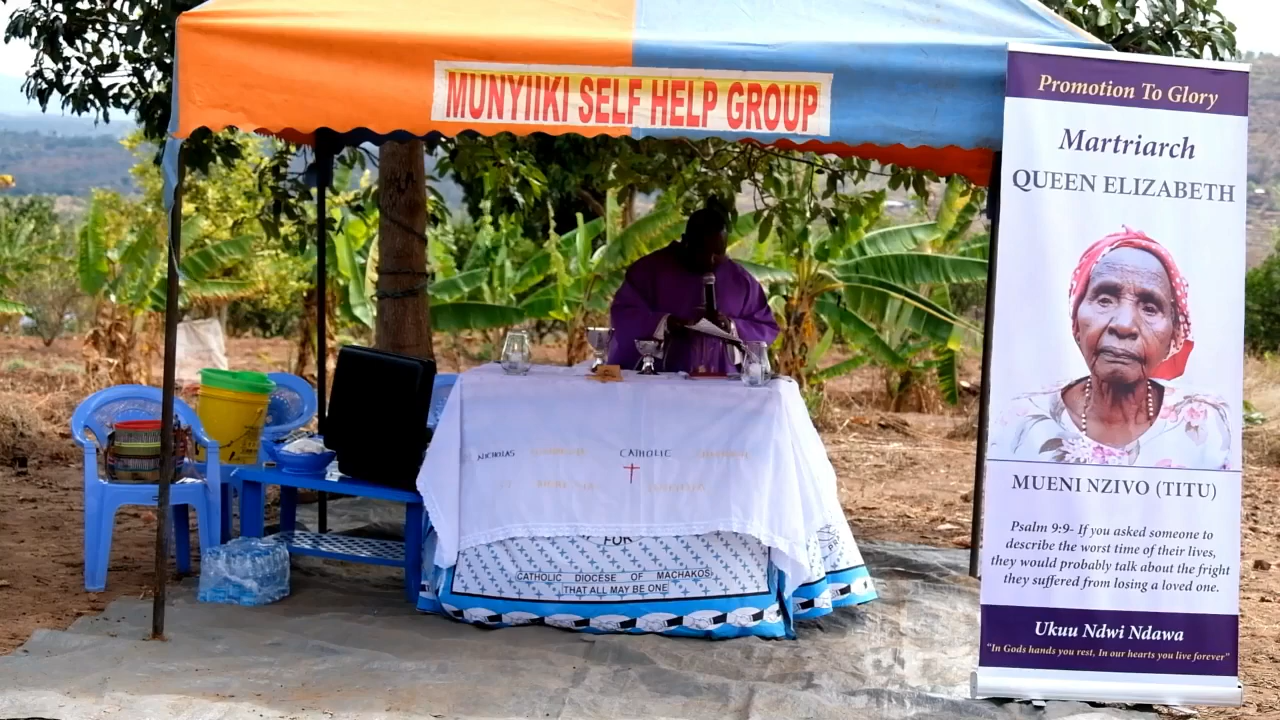 MUNYIIKI SELF HELP GROUP
Promotion To Glory
Martriarch
QUEEN ELIZABETH
MUENI NZIVO (TITU)
Psalm 9:9- If you asked someone to
describe the worst time of their lives,
they would probably talk about the fright
they suffered from losing a loved one.
Ukuu Ndwi Ndawa
"In Gods hands you rest, In our hearts you live forever"
NICHOLAS CATHOLIC
FOR
CATHOLIC DIOCESE OF MACHAKOS
THAT ALL MAY BE ONE